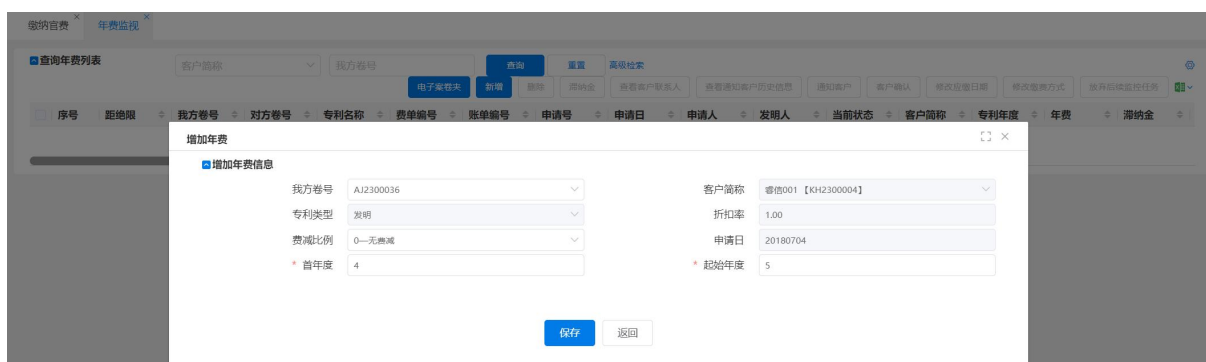 缴纳官费 × 年费监视 ×
查询年费列表 客户简称 我方卷号 查询 重置 高级检索
电子案卷夹 新增 删除 滞纳金 查看客户联系人 查看通知客户历史信息 通知客户 客户确认 修改应缴日期 修改缴费方式 放弃后续监控任务
序号 距绝限 我方卷号 对方卷号 专利名称 费单编号 账单编号 申请号 申请日 申请人 发明人 当前状态 客户简称 专利年度 年费 滞纳金
增加年费
增加年费信息
我方卷号 AJ2300036 客户简称 睿信001 【KH2300004】
专利类型 发明 折扣率 1.00
费减比例 0—无费减 申请日 20180704
* 首年度 4 * 起始年度 5
保存 返回